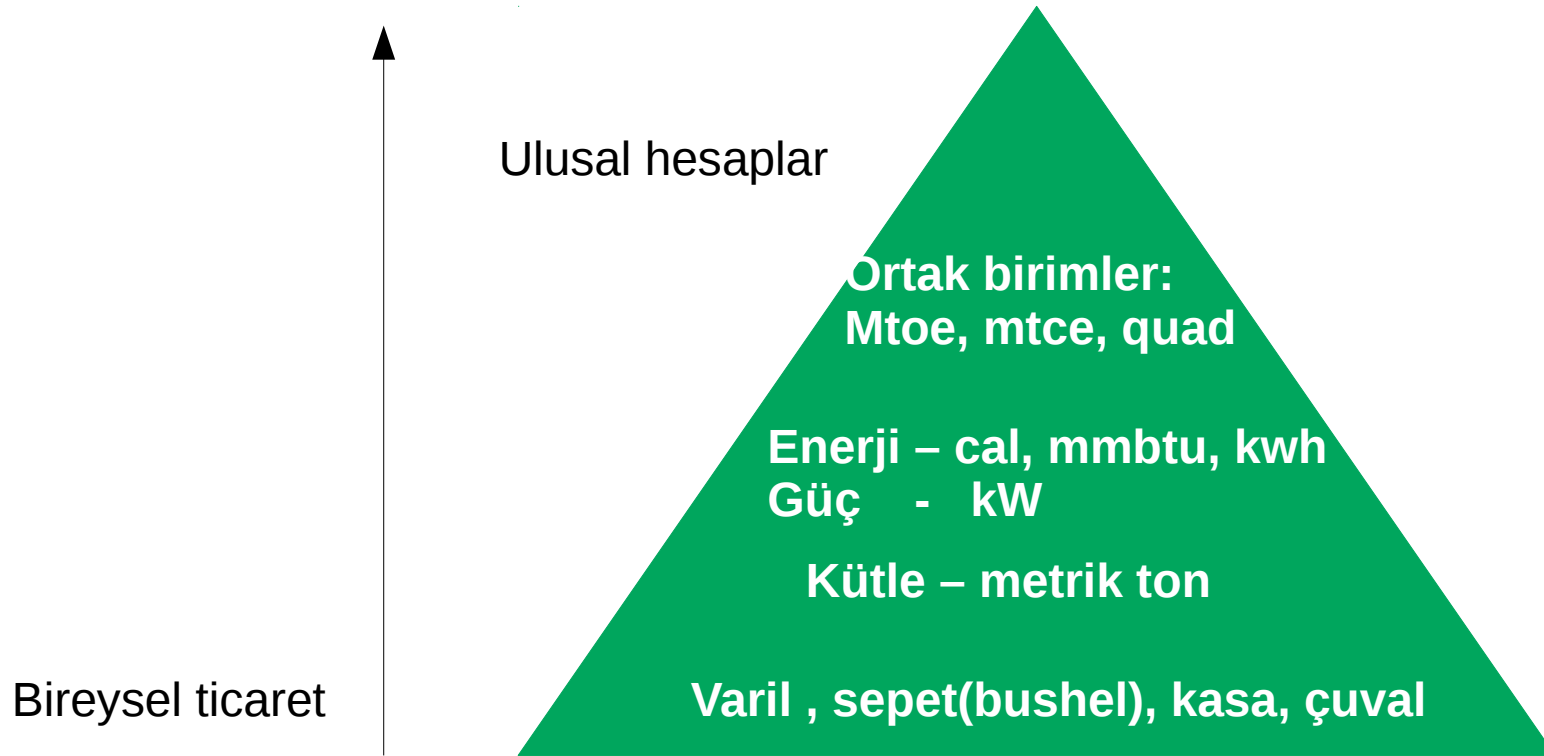 Ulusal hesaplar
Ortak birimler:
Mtoe, mtce, quad
Enerji – cal, mmbtu, kwh
Güç - kW
Kütle – metrik ton
Bireysel ticaret
Varil , sepet(bushel), kasa, çuval